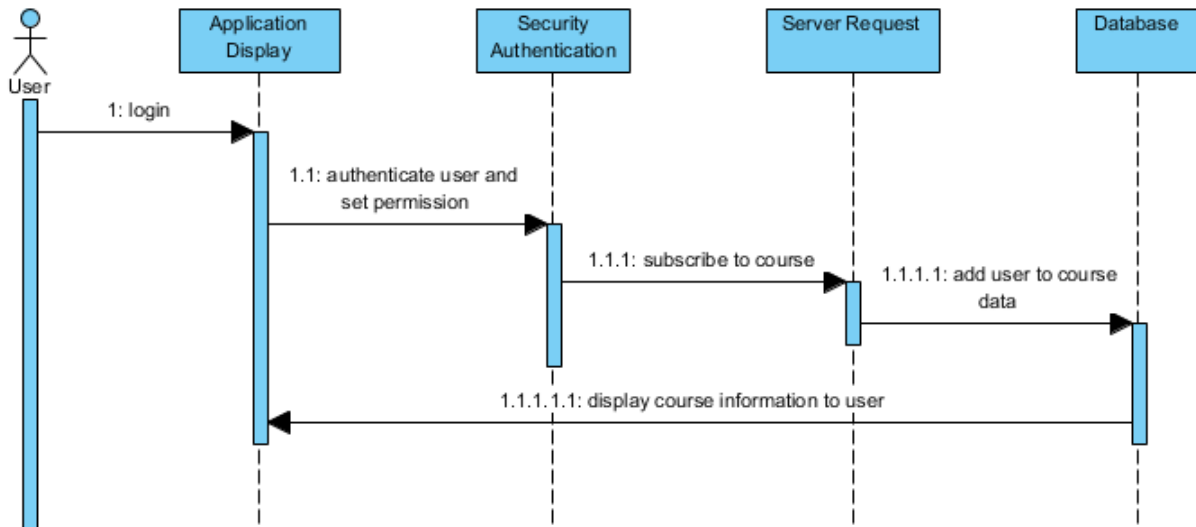 Application
Display
Security
Authentication
Server Request
Database
User
1: login
1.1: authenticate user and
set permission
1.1.1: subscribe to course
1.1.1.1: add user to course
data
1.1.1.1.1: display course information to user